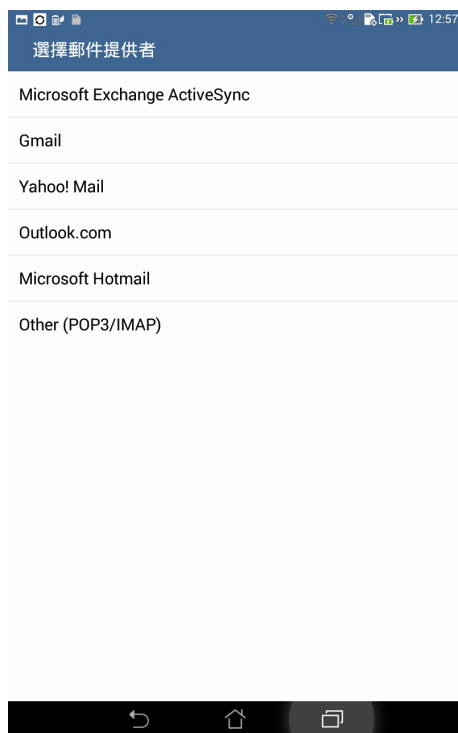 12:57
選擇郵件提供者
Microsoft Exchange ActiveSync
Gmail
Yahoo! Mail
Outlook.com
Microsoft Hotmail
Other (POP3/IMAP)